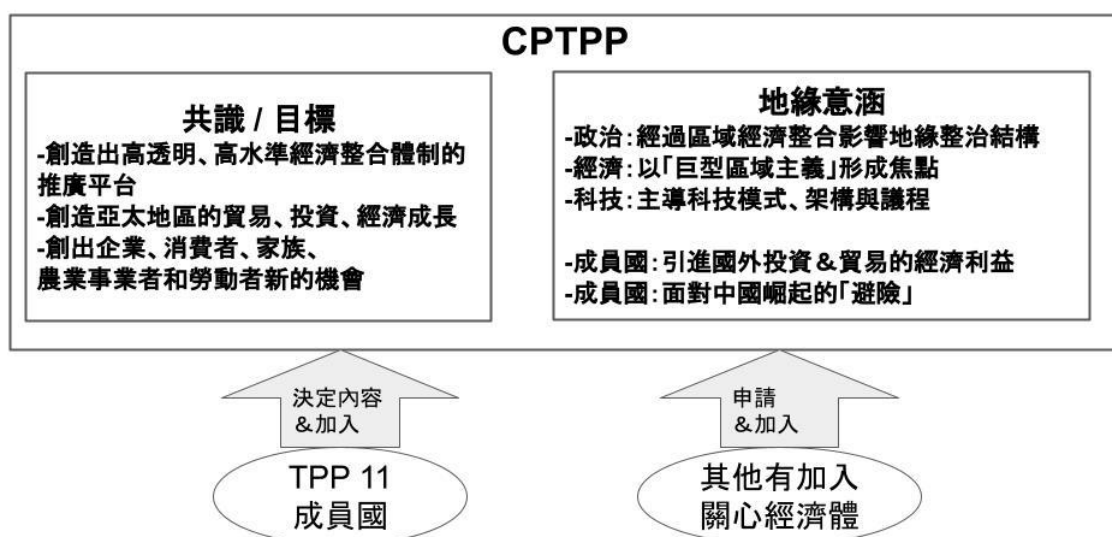 CPTPP
共識 / 目標
-創造出高透明、高水準經濟整合體制的
推廣平台
-創造亞太地區的貿易、投資、經濟成長
-創出企業、消費者、家族、
農業事業者和勞動者新的機會
地緣意涵
-政治：經過區域經濟整合影響地緣整治結構
-經濟：以「巨型區域主義」形成焦點
-科技：主導科技模式、架構與議程
-成員國：引進國外投資＆貿易的經濟利益
-成員國：面對中國崛起的「避險」
決定內容
＆加入
申請
＆加入
TPP 11
成員國
其他有加入
關心經濟體